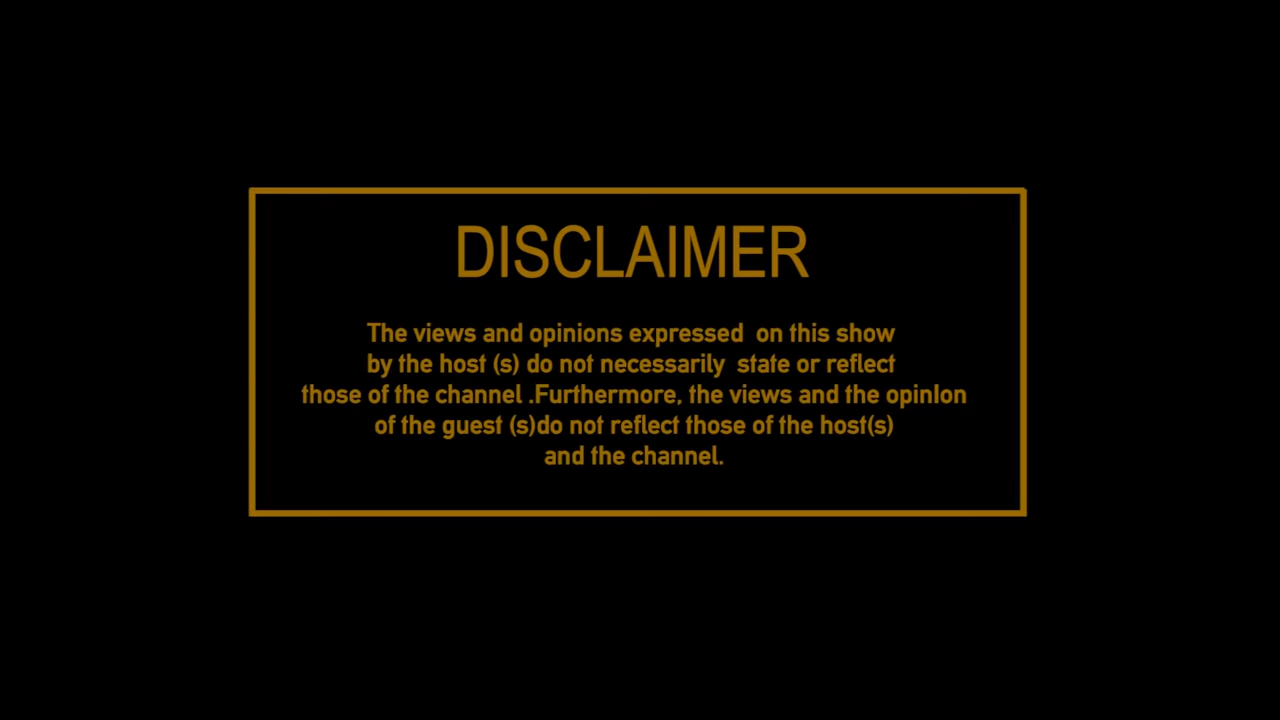 DISCLAIMER
The views and opinions expressed  on this show
by the host (s) do not necessarily  state or reflect
those of the channel .Furthermore, the views and the opinIon
of the guest (s)do not reflect those of the host(s)
and the channel.